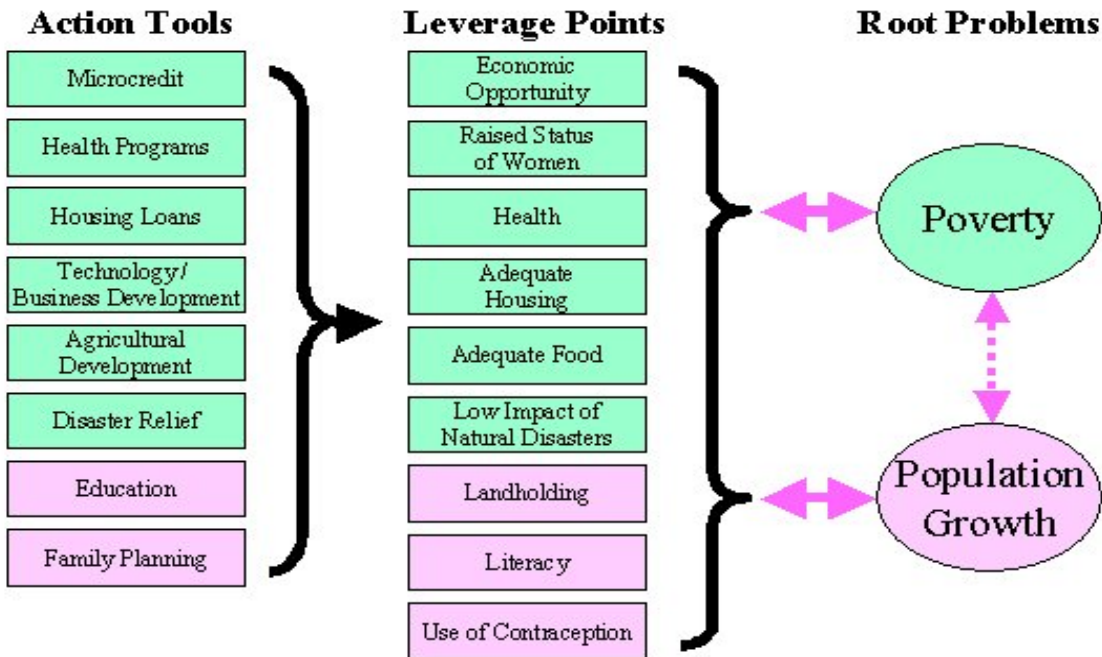 Action Tools
Microcredit
Health Programs
Housing Loans
Technology /
Business Development
Agricultural
Development
Disaster Relief
Education
Family Planning
Leverage Points
Economic
Opportunity
Raised Status
of Women
Health
Adequate
Housing
Adequate Food
Low Impact of
Natural Disasters
Landholding
Literacy
Use of Contraception
Root Problems
Poverty
Population
Growth